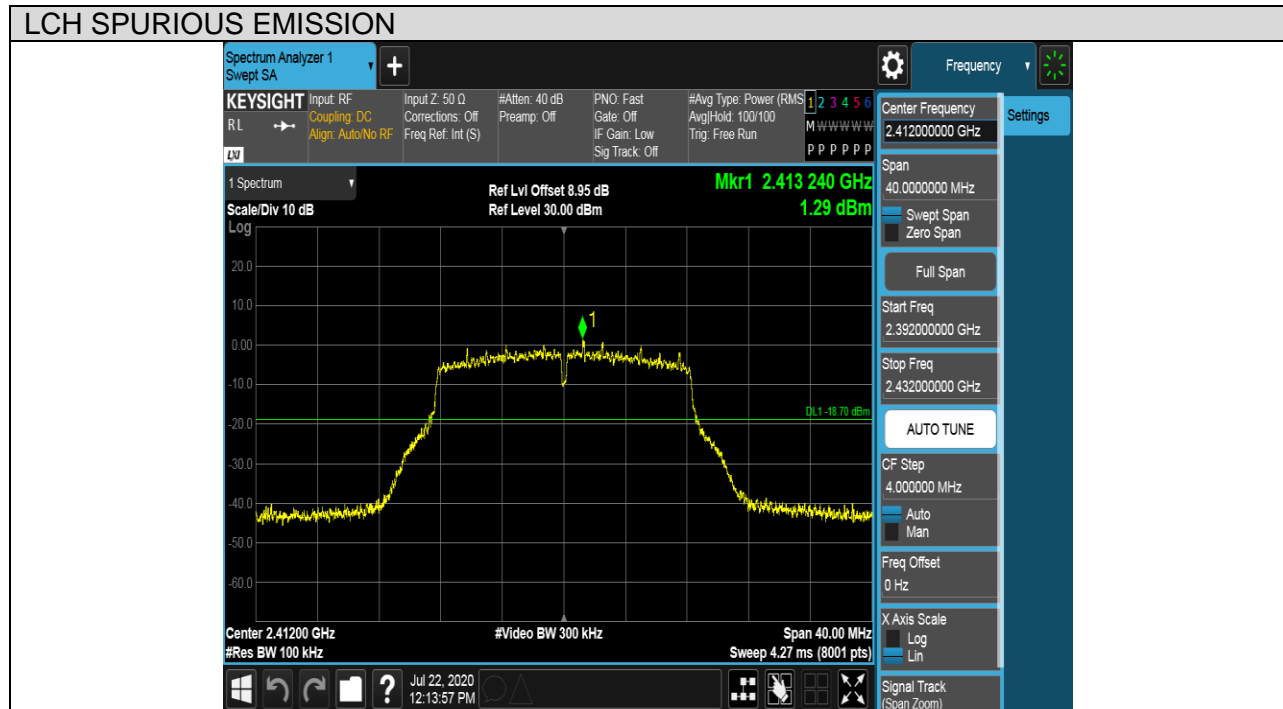 LCH SPURIOUS EMISSION
Spectrum Analyzer 1
Swept SA
+
Frequency
KEYSIGHT
RL
LXI
Input: RF
Coupling: DC
Align: Auto/No RF
Input Z: 50 Ω
Corrections: Off
Freq Ref: Int (S)
#Atten: 40 dB
Preamp: Off
PNO: Fast
Gate: Off
IF Gain: Low
Sig Track: Off
#Avg Type: Power (RMS
Avg|Hold: 100/100
Trig: Free Run
1 2 3 4 5 6
M W W W W W
P P P P P P
1 Spectrum
Scale/Div 10 dB
Log
Ref Lvl Offset 8.95 dB
Ref Level 30.00 dBm
Mkr1 2.413 240 GHz
1.29 dBm
20.0
10.0
0.00
-10.0
-20.0
-30.0
-40.0
-50.0
-60.0
1
DL1 -18.70 dBm
Center 2.41200 GHz
#Res BW 100 kHz
#Video BW 300 kHz
Span 40.00 MHz
Sweep 4.27 ms (8001 pts)
Center Frequency
2.412000000 GHz
Settings
Span
40.0000000 MHz
Swept Span
Zero Span
Full Span
Start Freq
2.392000000 GHz
Stop Freq
2.432000000 GHz
AUTO TUNE
CF Step
4.000000 MHz
Auto
Man
Freq Offset
0 Hz
X Axis Scale
Log
Lin
Signal Track
(Span Zoom)
?
Jul 22, 2020
12:13:57 PM